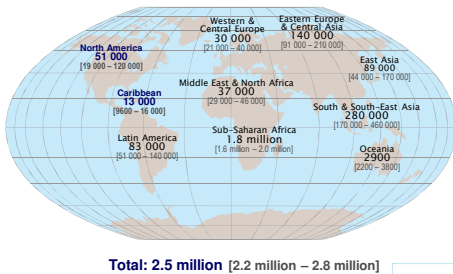 Western &
Central Europe
30 000
[21 000 – 40 000]
Eastern Europe
& Central Asia
140 000
[91 000 – 210 000]
North America
51 000
[19 000 – 120 000]
East Asia
89 000
[44 000 – 170 000]
Middle East & North Africa
37 000
[29 000 – 46 000]
Caribbean
13 000
[9600 – 16 000]
South & South-East Asia
280 000
[170 000 – 460 000]
Latin America
83 000
[51 000 – 140 000]
Sub-Saharan Africa
1.8 million
[1.6 million – 2.0 million]
Oceania
2900
[2200 – 3800]
Total: 2.5 million [2.2 million – 2.8 million]